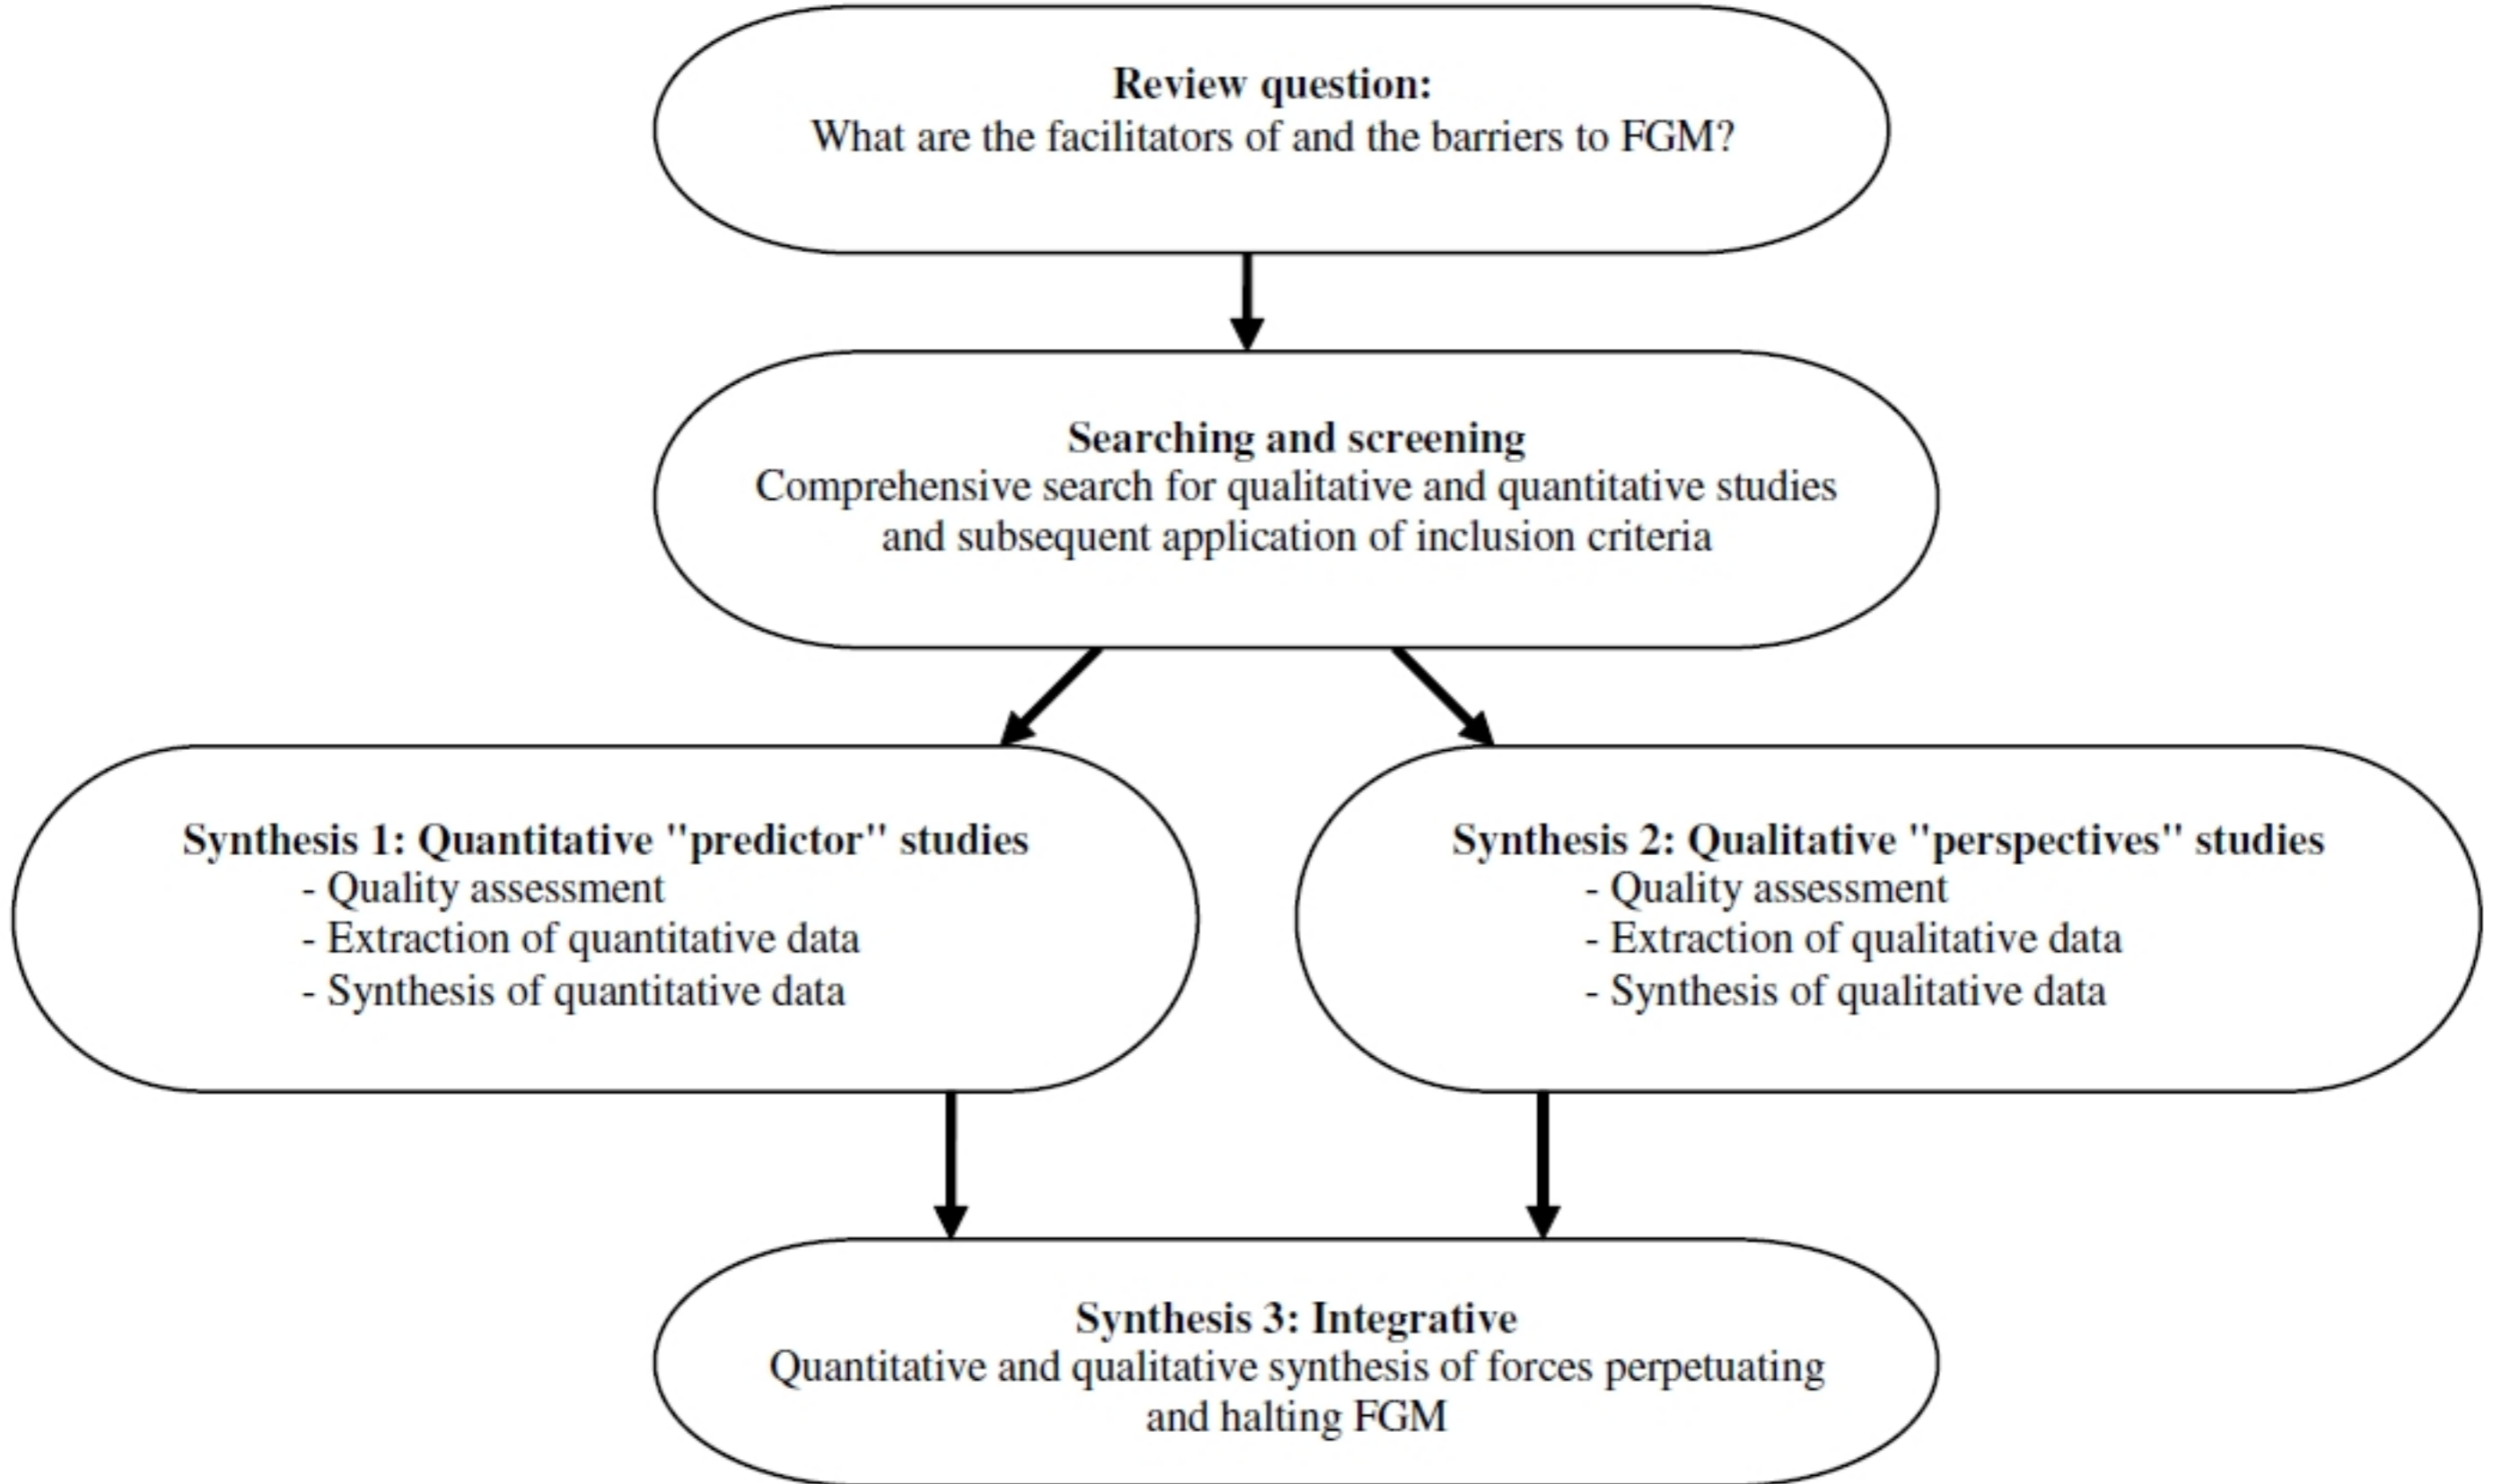 Review question:
What are the facilitators of and the barriers to FGM?
Searching and screening
Comprehensive search for qualitative and quantitative studies
and subsequent application of inclusion criteria
Synthesis 1: Quantitative "predictor" studies
- Quality assessment
- Extraction of quantitative data
- Synthesis of quantitative data
Synthesis 2: Qualitative "perspectives" studies
- Quality assessment
- Extraction of qualitative data
- Synthesis of qualitative data
Synthesis 3: Integrative
Quantitative and qualitative synthesis of forces perpetuating
and halting FGM